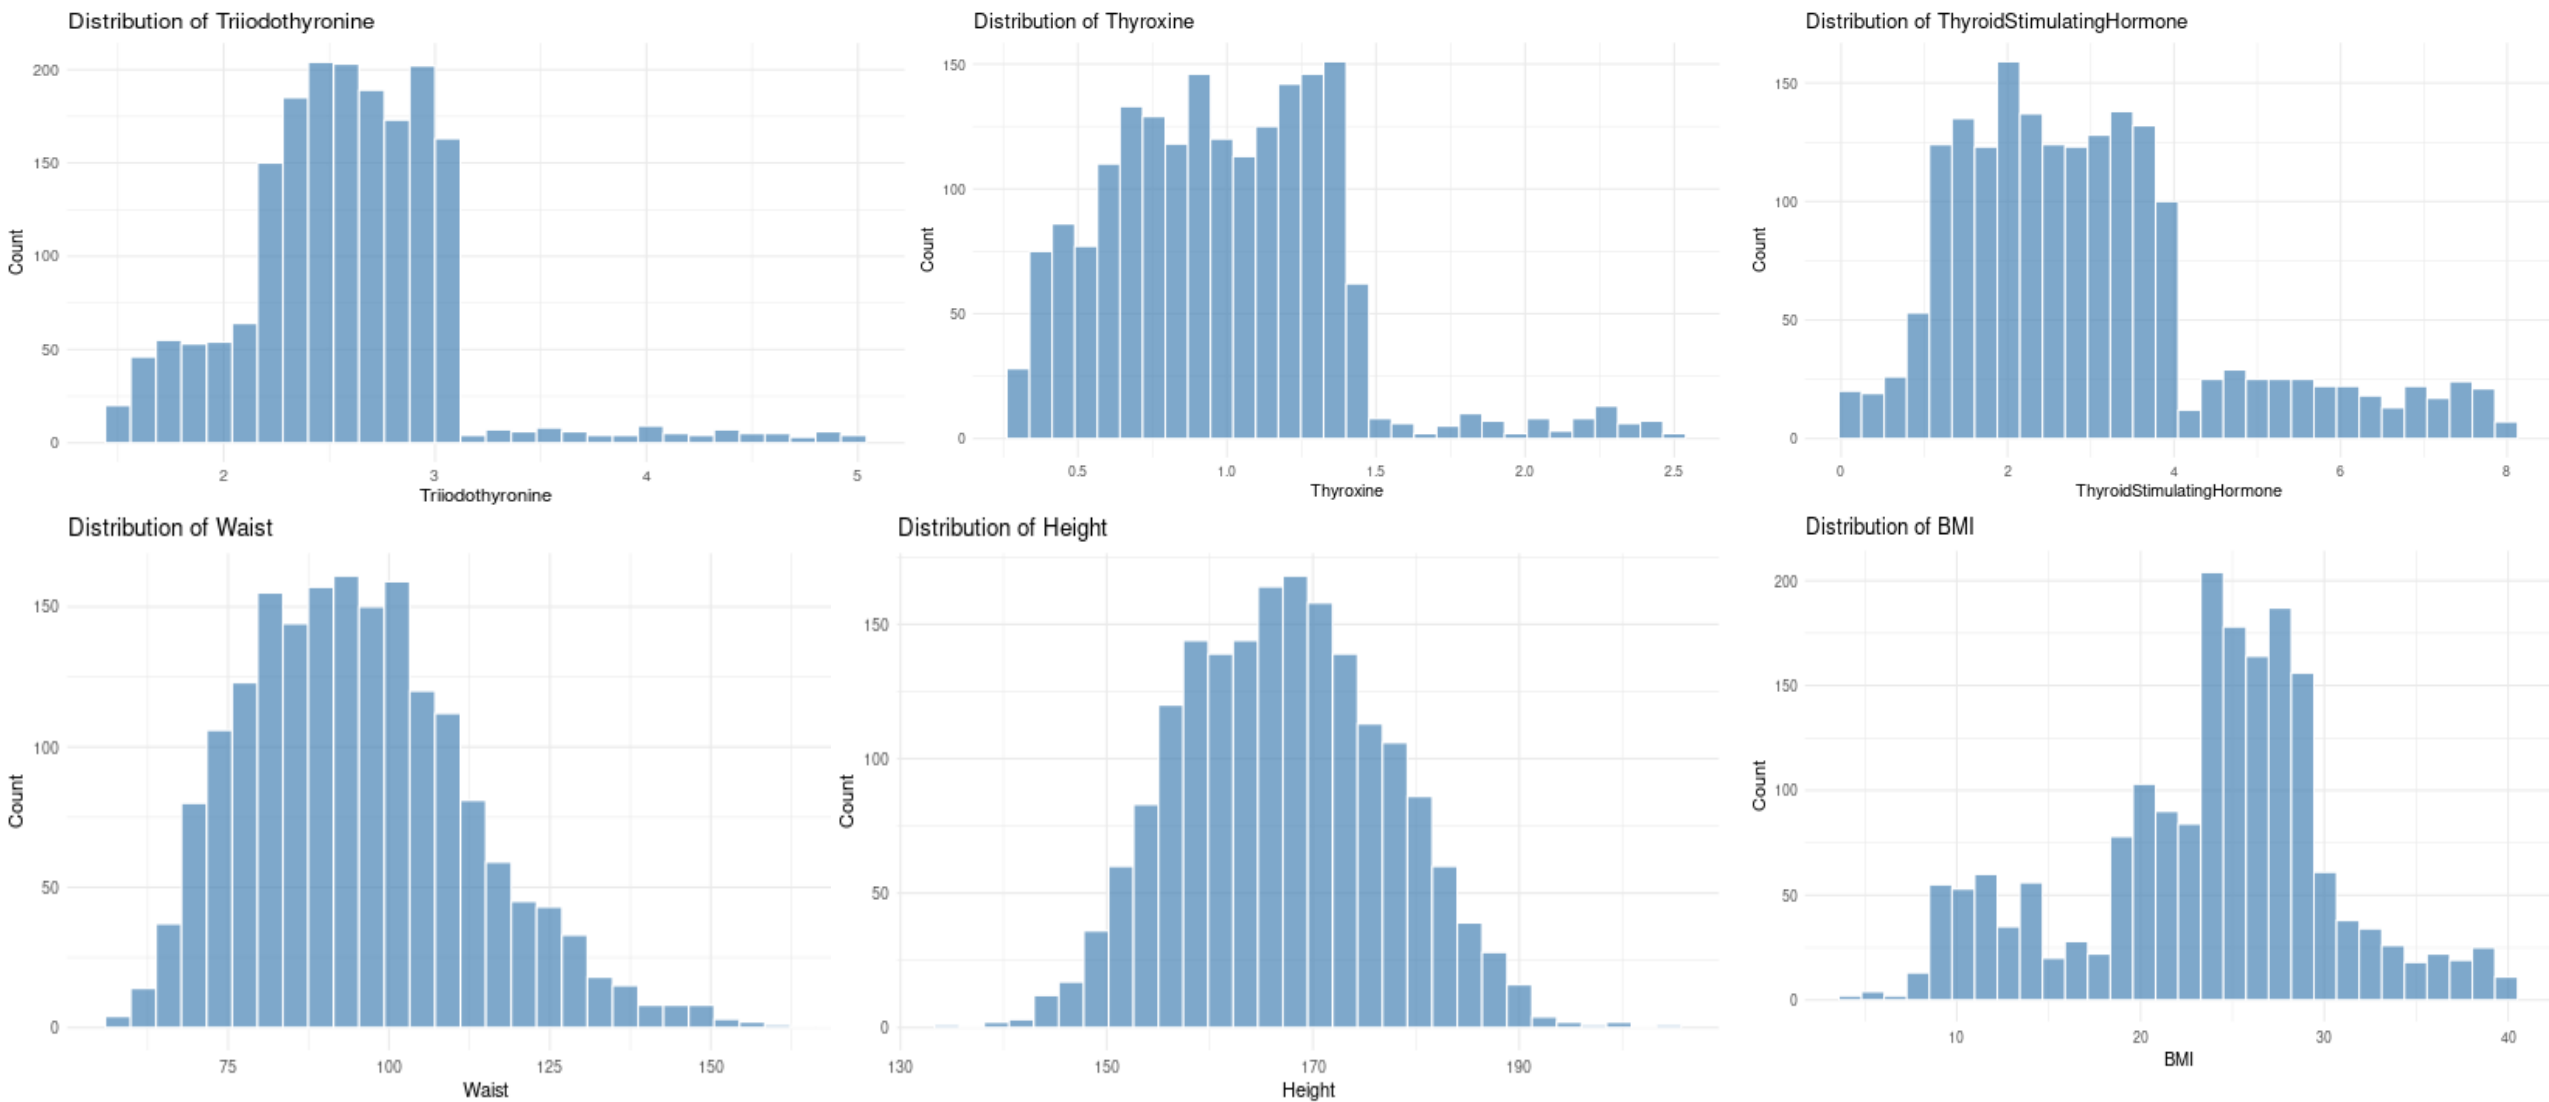 Distribution of Triiodothyronine
Count
200
150
100
50
0
2 3 4 5
Triiodothyronine
Distribution of Thyroxine
Count
150
100
50
0
0.5 1.0 1.5 2.0 2.5
Thyroxine
Distribution of ThyroidStimulatingHormone
Count
150
100
50
0
0 2 4 6 8
ThyroidStimulatingHormone
Distribution of Waist
Count
150
100
50
0
75 100 125 150
Waist
Distribution of Height
Count
150
100
50
0
130 150 170 190
Height
Distribution of BMI
Count
200
150
100
50
0
10 20 30 40
BMI